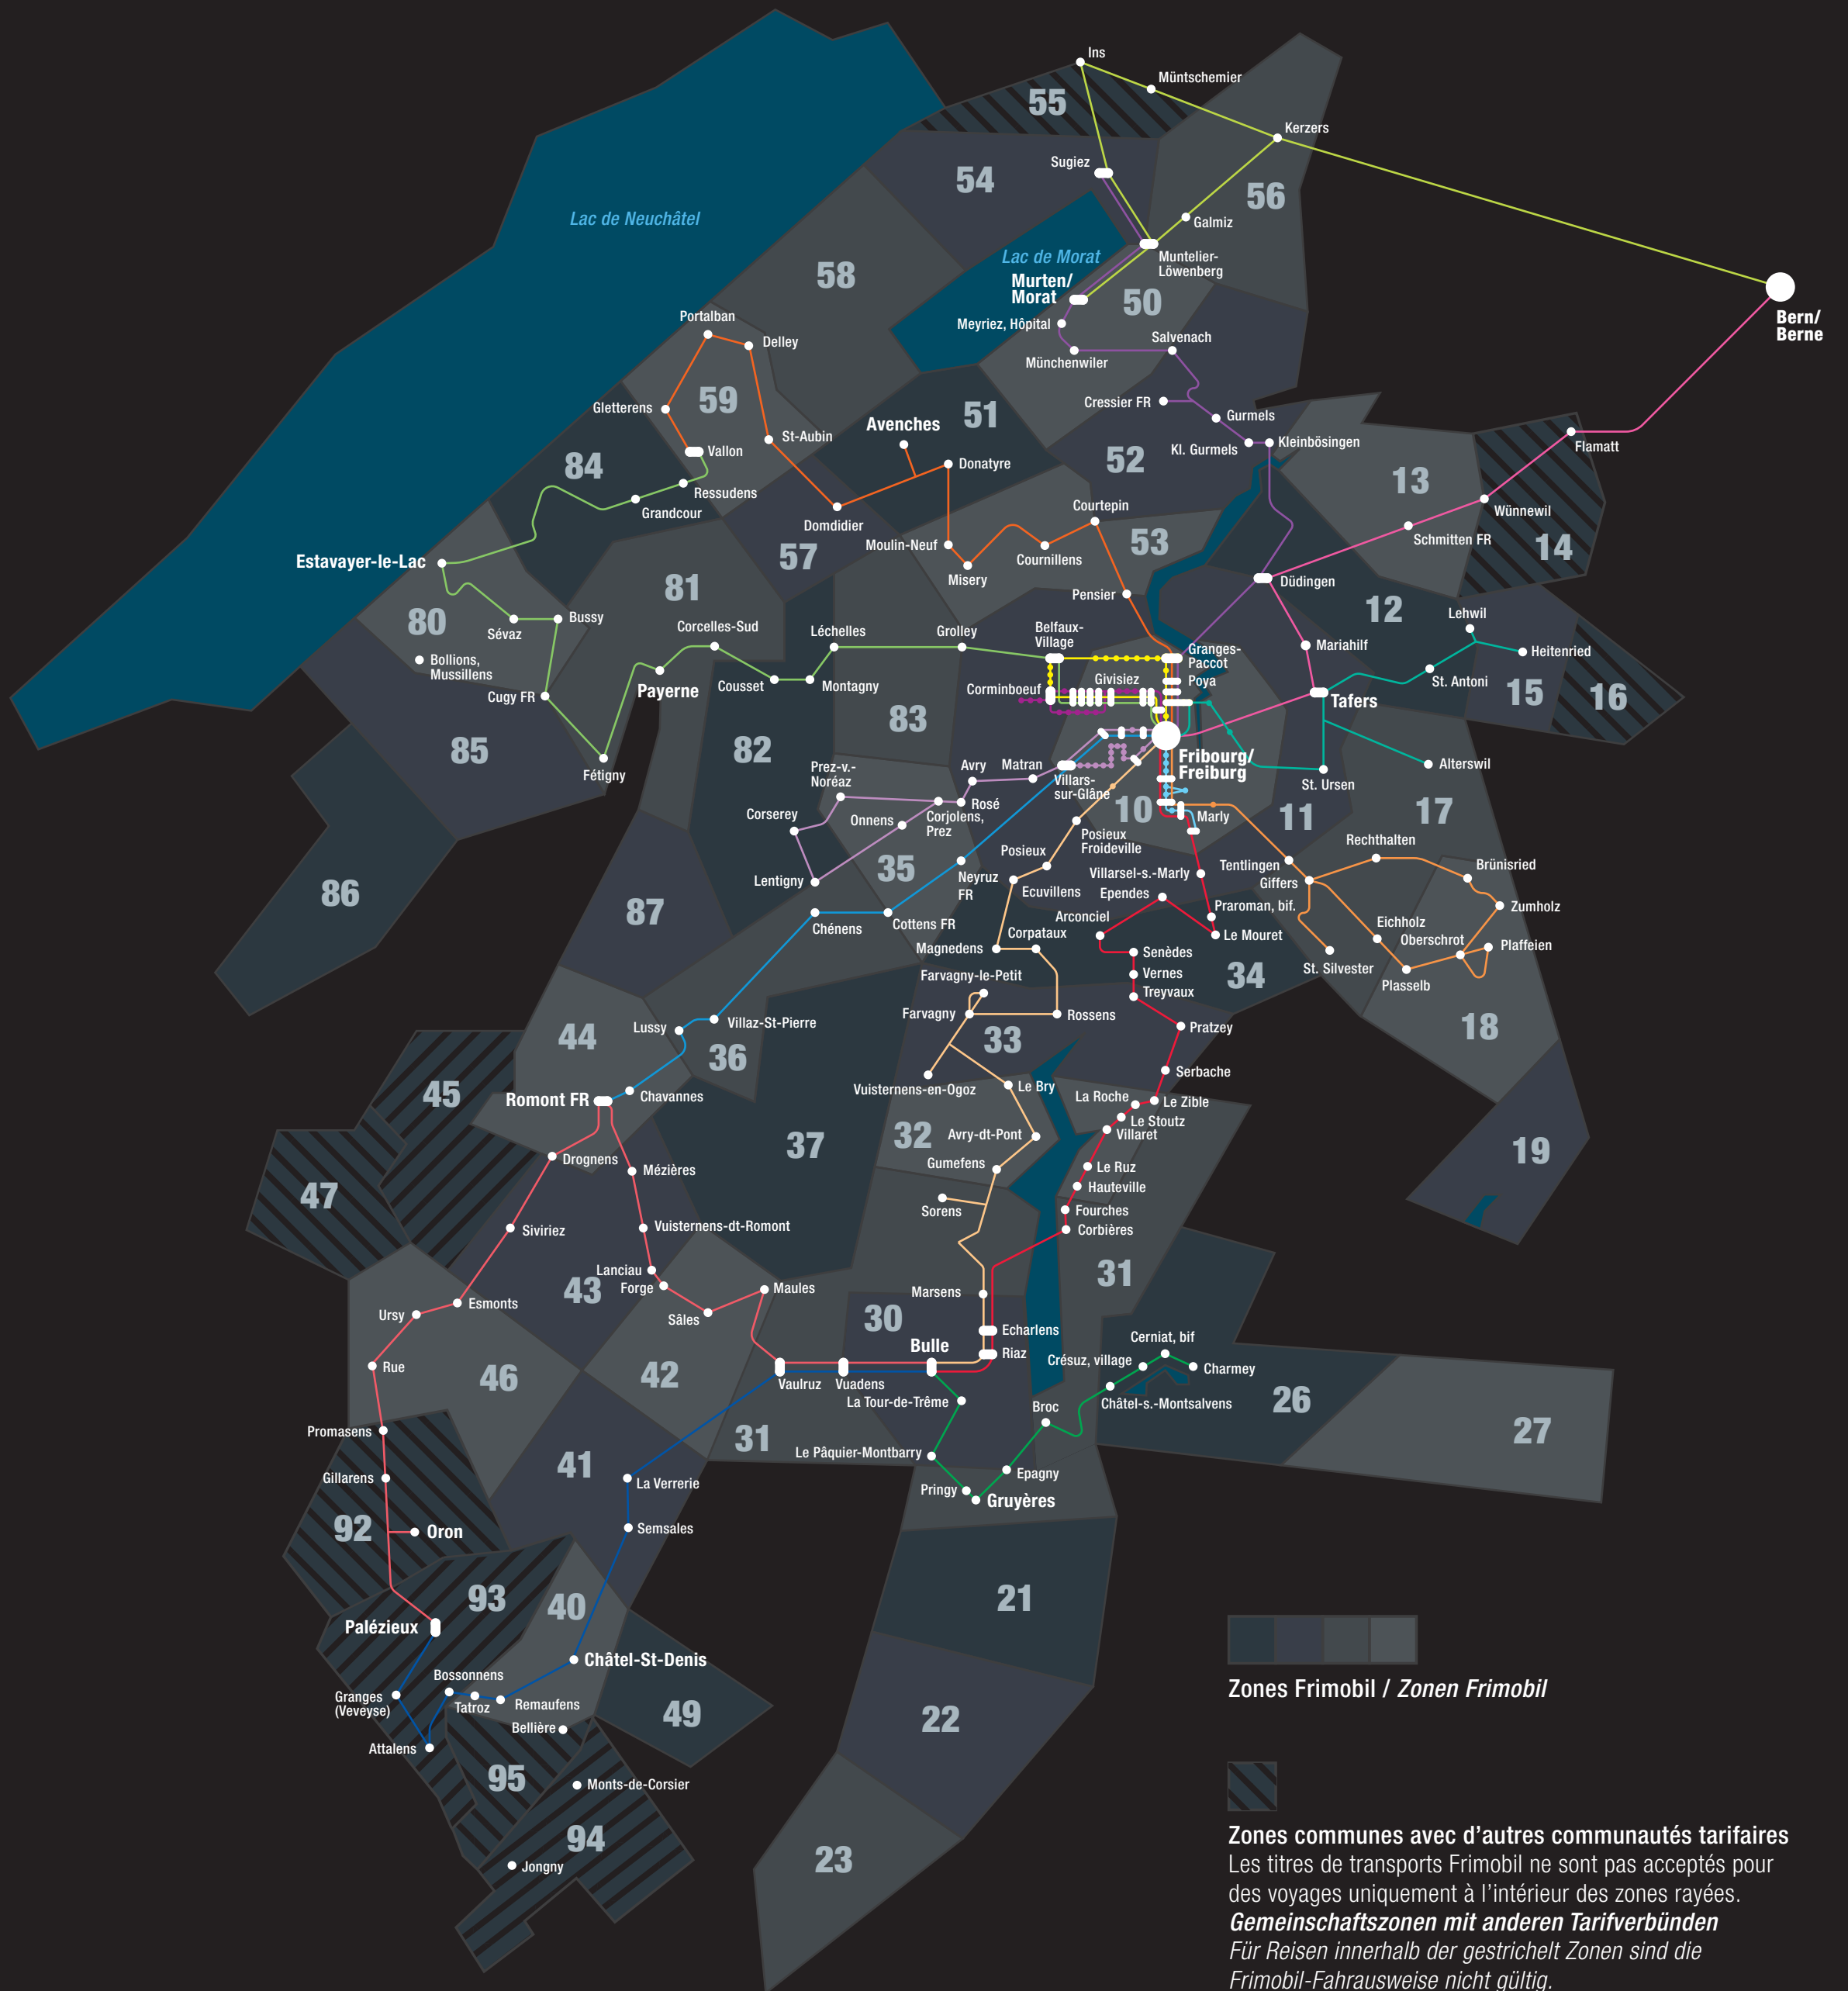 Ins
Müntschemier
55
Kerzers
Sugiez
54
56
Lac de Neuchâtel
Galmiz
Lac de Morat
Muntelier-
Löwenberg
58
Murten/
Morat
50
Bern/
Berne
Portalban
Meyriez, Hôpital
Delley
Salvenach
Münchenwiler
59
Gletterens
Cressier FR
51
Avenches
Gurmels
St-Aubin
Kleinbösingen
Kl. Gurmels
Flamatt
Vallon
52
84
Donatyre
13
Ressudens
Grandcour
Courtepin
Wünnewil
Domdidier
Schmitten FR
57
Moulin-Neuf
53
14
Cournillens
Estavayer-le-Lac
Misery
Düdingen
81
Pensier
12
80
Bussy
Lehwil
Sévaz
Corcelles-Sud
Léchelles
Grolley
Belfaux-
Village
Mariahilf
Heitenried
Bollions,
Mussillens
Granges-
Paccot
Poya
Givisiez
Cousset
Montagny
Corminboeuf
St. Antoni
Payerne
Cugy FR
15
16
Tafers
83
85
82
Fribourg/
Freiburg
Fétigny
Alterswil
Prez-v.-
Noréaz
Avry
Matran
Villars-
sur-Glâne
St. Ursen
Rosé
10
17
Corserey
Onnens
Corjolens,
Prez
Marly
11
Posieux
Froideville
Rechthalten
Posieux
35
Tentlingen
Brünisried
Lentigny
Neyruz
FR
Villarsel-s.-Marly
Giffers
86
Ecuvillens
Ependes
87
Zumholz
Praroman, bif.
Arconciel
Chénens
Cottens FR
Eichholz
Corpataux
Le Mouret
Oberschrot
Plaffeien
Magnedens
Senèdes
St. Silvester
Farvagny-le-Petit
Vernes
34
Plasselb
Treyvaux
Farvagny
Rossens
Villaz-St-Pierre
Lussy
Pratzey
18
44
33
36
Serbache
45
Vuisternens-en-Ogoz
Le Bry
Romont FR
Chavannes
La Roche
Le Zible
Le Stoutz
32
Avry-dt-Pont
Villaret
37
19
Drognens
Gumefens
Mézières
Le Ruz
47
Hauteville
Sorens
Fourches
Siviriez
Vuisternens-dt-Romont
Corbières
Lanciau
31
43
Forge
Maules
Marsens
Esmonts
Ursy
Sâles
30
Echarlens
Cerniat, bif
Bulle
Riaz
Crésuz, village
Rue
Charmey
42
46
Vaulruz
Vuadens
26
La Tour-de-Trême
Châtel-s.-Montsalvens
Broc
Promasens
31
27
Le Pâquier-Montbarry
41
Gillarens
Epagny
La Verrerie
Pringy
Gruyères
92
Oron
Semsales
93
40
21
Palézieux
Châtel-St-Denis
Bossonnens
Granges
(Veveyse)
Tatroz
Remaufens
49
22
Bellière
Attalens
95
Monts-de-Corsier
94
23
Jongny
Zones Frimobil / Zonen Frimobil
Zones communes avec d’autres communautés tarifaires
Les titres de transports Frimobil ne sont pas acceptés pour
des voyages uniquement à l’intérieur des zones rayées.
Gemeinschaftszonen mit anderen Tarifverbünden
Für Reisen innerhalb der gestrichelt Zonen sind die
Frimobil-Fahrausweise nicht gültig.